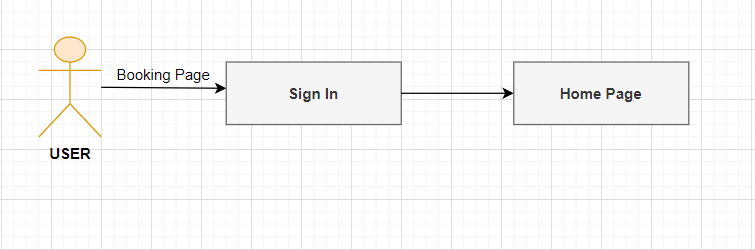 Booking Page
Sign In
Home Page
USER